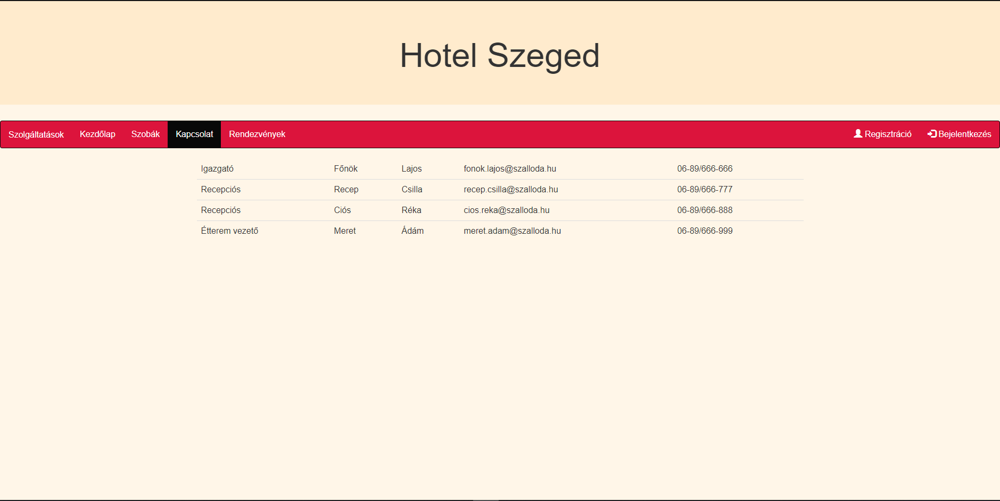 Hotel Szeged
Szolgáltatások Kezdőlap Szobák Kapcsolat Rendezvények Regisztráció Bejelentkezés
Igazgató Főnök Lajos fonok.lajos@szalloda.hu 06-89/666-666
Recepciós Recep Csilla recep.csilla@szalloda.hu 06-89/666-777
Recepciós Ciós Réka cios.reka@szalloda.hu 06-89/666-888
Étterem vezető Meret Ádám meret.adam@szalloda.hu 06-89/666-999